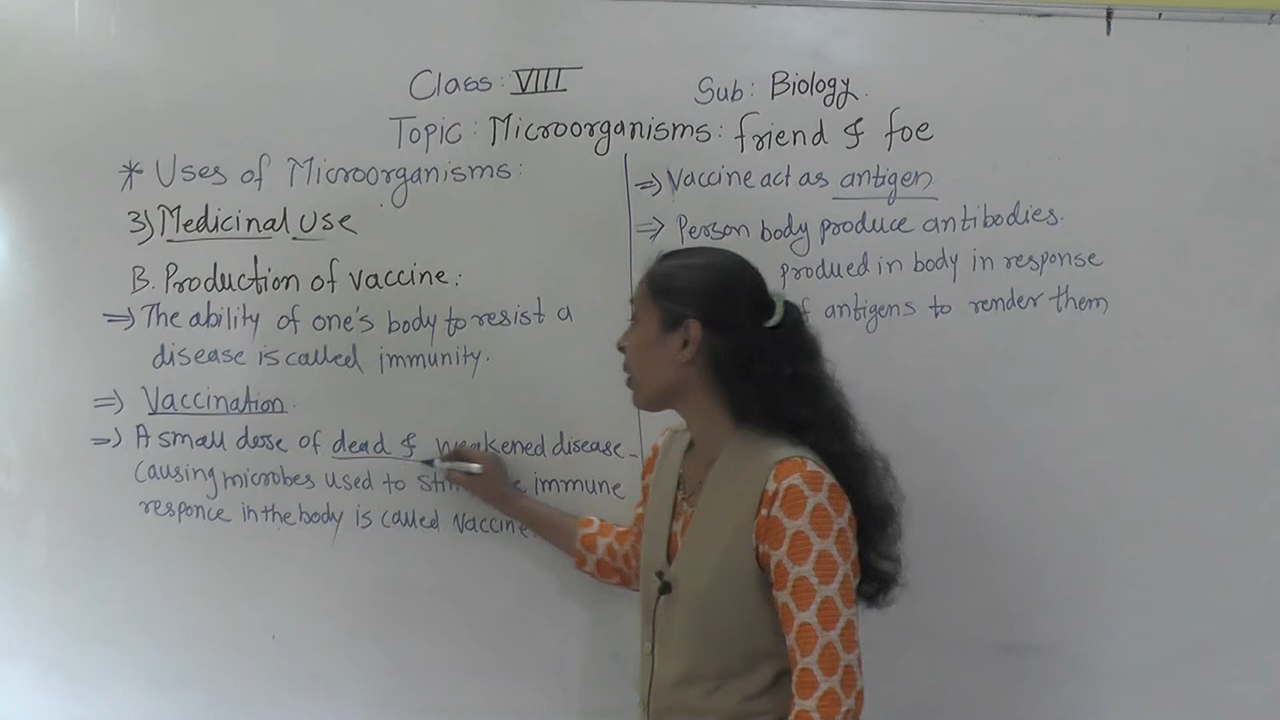 Class: VIII Sub: Biology.
Topic: Microorganisms: friend & foe
* Uses of Microorganisms:
3) Medicinal Use
B. Production of vaccine:
=> The ability of one's body to resist a
disease is called immunity.
=> Vaccination.
=> A small dose of dead & weakened disease-
Causing microbes used to immune
responce in the body is called vaccine.
=> Vaccine act as antigen
=> Person body produce antibodies.
produed in body in response
of antigens to render them